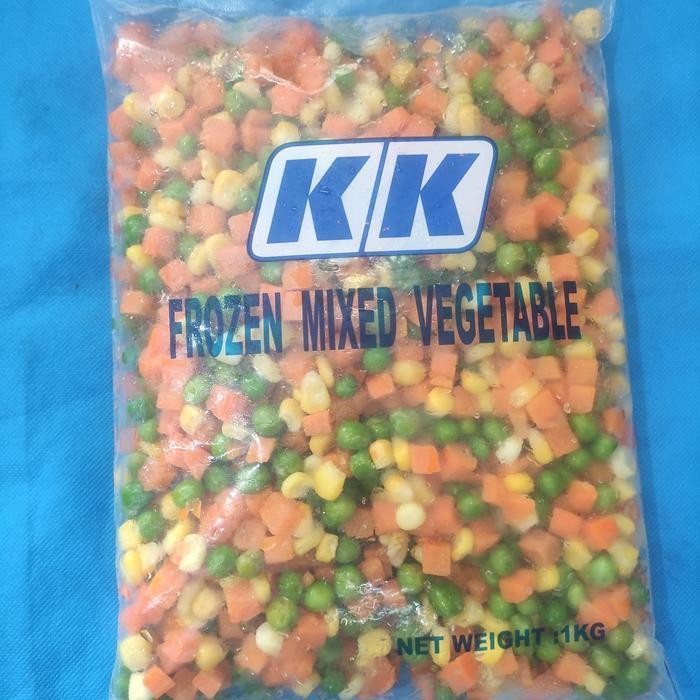 KK
FROZEN MIXED VEGETABLE
NET WEIGHT :1KG